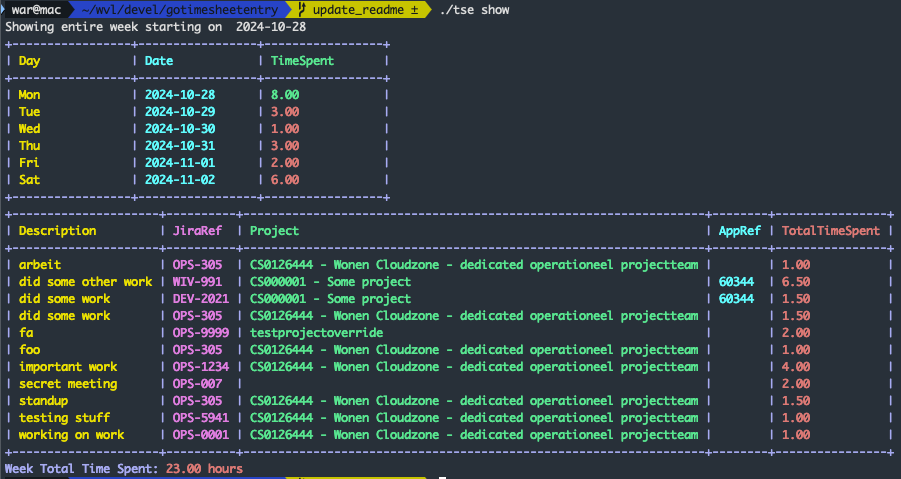 war@mac ~/wvl/devel/gotimesheetentry update_readme ± ./tse show
Showing entire week starting on  2024-10-28
| Day | Date | TimeSpent |
| Mon | 2024-10-28 | 8.00 |
| Tue | 2024-10-29 | 3.00 |
| Wed | 2024-10-30 | 1.00 |
| Thu | 2024-10-31 | 3.00 |
| Fri | 2024-11-01 | 2.00 |
| Sat | 2024-11-02 | 6.00 |
| Description | JiraRef | Project | AppRef | TotalTimeSpent |
| arbeit | OPS-305 | CS0126444 - Wonen Cloudzone - dedicated operationeel projectteam | | 1.00 |
| did some other work | WIV-991 | CS000001 - Some project | 60344 | 6.50 |
| did some work | DEV-2021 | CS000001 - Some project | 60344 | 1.50 |
| did some work | OPS-305 | CS0126444 - Wonen Cloudzone - dedicated operationeel projectteam | | 1.50 |
| fa | OPS-9999 | testprojectoverride | | 2.00 |
| foo | OPS-305 | CS0126444 - Wonen Cloudzone - dedicated operationeel projectteam | | 1.00 |
| important work | OPS-1234 | CS0126444 - Wonen Cloudzone - dedicated operationeel projectteam | | 4.00 |
| secret meeting | OPS-007 | | | 2.00 |
| standup | OPS-305 | CS0126444 - Wonen Cloudzone - dedicated operationeel projectteam | | 1.50 |
| testing stuff | OPS-5941 | CS0126444 - Wonen Cloudzone - dedicated operationeel projectteam | | 1.00 |
| working on work | OPS-0001 | CS0126444 - Wonen Cloudzone - dedicated operationeel projectteam | | 1.00 |
Week Total Time Spent: 23.00 hours